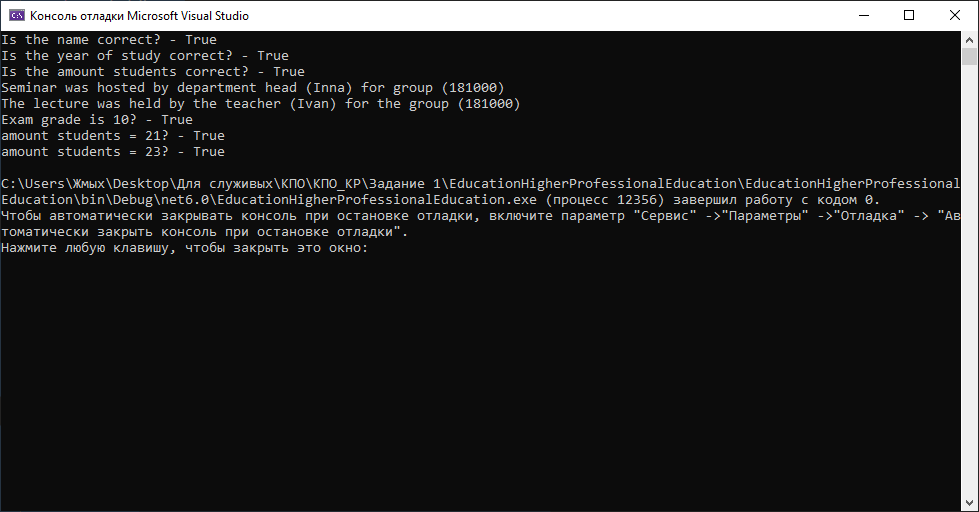 Консоль отладки Microsoft Visual Studio
Is the name correct? - True
Is the year of study correct? - True
Is the amount students correct? - True
Seminar was hosted by department head (Inna) for group (181000)
The lecture was held by the teacher (Ivan) for the group (181000)
Exam grade is 10? - True
amount students = 21? - True
amount students = 23? - True
C:\Users\Жмых\Desktop\Для служивых\КПО\КПО_КР\Задание 1\EducationHigherProfessionalEducation\EducationHigherProfessional
Education\bin\Debug\net6.0\EducationHigherProfessionalEducation.exe (процесс 12356) завершил работу с кодом 0.
Чтобы автоматически закрывать консоль при остановке отладки, включите параметр "Сервис" ->"Параметры" ->"Отладка" -> "Ав
томатически закрыть консоль при остановке отладки".
Нажмите любую клавишу, чтобы закрыть это окно: